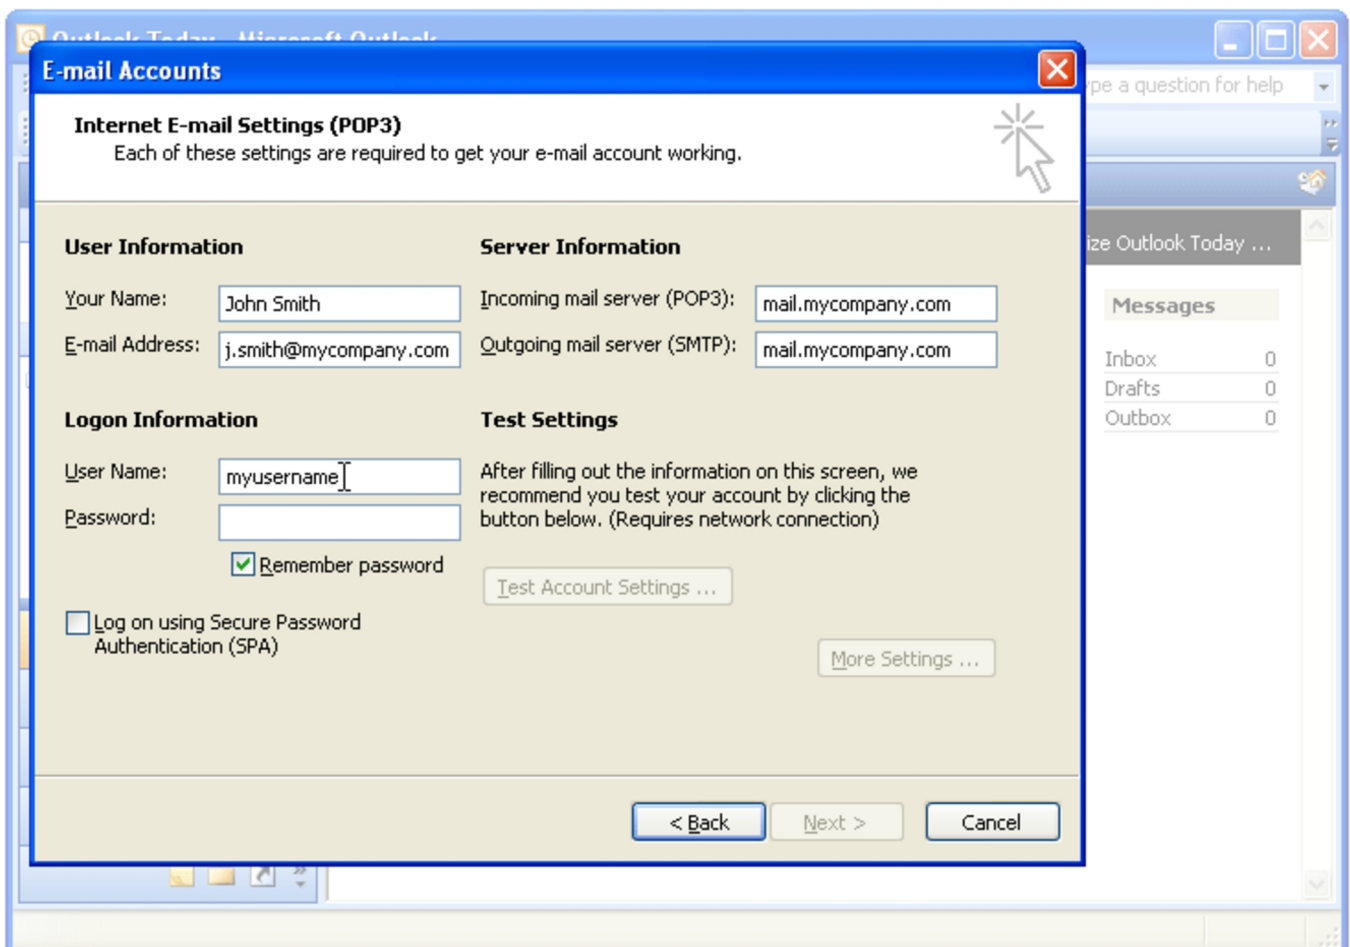 Outlook Today - Microsoft Outlook
E-mail Accounts
Type a question for help
Internet E-mail Settings (POP3)
Each of these settings are required to get your e-mail account working.
Outlook Today ...
User Information
Server Information
Your Name:
John Smith
Incoming mail server (POP3):
mail.mycompany.com
E-mail Address:
j.smith@mycompany.com
Outgoing mail server (SMTP):
mail.mycompany.com
Messages
Inbox 0
Drafts 0
Outbox 0
Logon Information
Test Settings
User Name:
myusername
Password:
Remember password
Log on using Secure Password
Authentication (SPA)
After filling out the information on this screen, we
recommend you test your account by clicking the
button below. (Requires network connection)
Test Account Settings ...
More Settings ...
< Back
Next >
Cancel